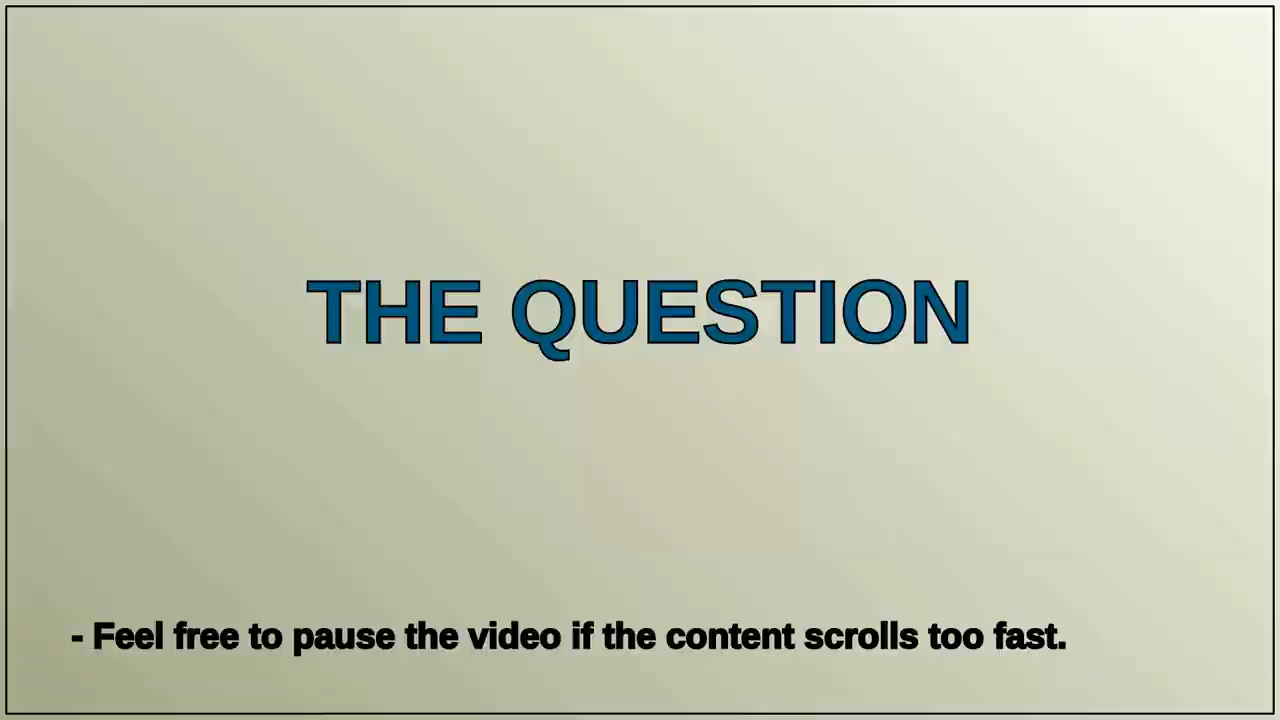 THE QUESTION
- Feel free to pause the video if the content scrolls too fast.